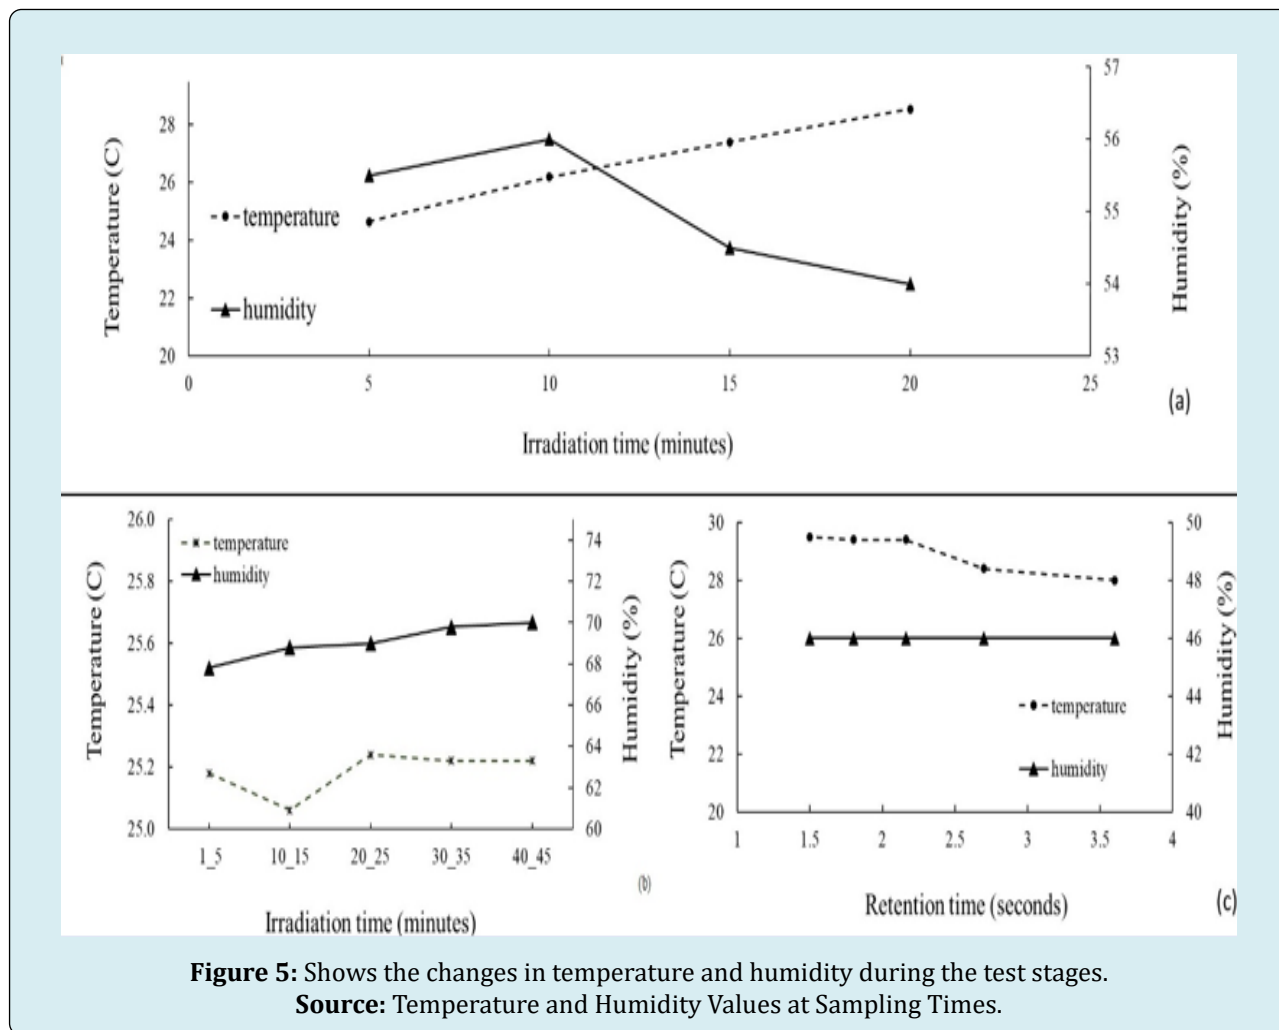 57
28
56
26
temperature
55
24
humidity
22
54
20
53
0
5
10
15
20
25
Temperature (C)
Humidity (%)
Irradiation time (minutes)
(a)
26.0
74
temperature
humidity
25.8
72
70
25.6
68
25.4
66
64
25.2
62
25.0
60
1_5
10_15
20_25
30_35
40_45
Temperature (C)
Humidity (%)
Irradiation time (minutes)
(b)
30
50
28
48
26
46
24
44
temperature
22
42
humidity
20
40
1
1.5
2
2.5
3
3.5
4
Temperature (C)
Humidity (%)
Retention time (seconds)
(c)
Figure 5: Shows the changes in temperature and humidity during the test stages.
Source: Temperature and Humidity Values at Sampling Times.